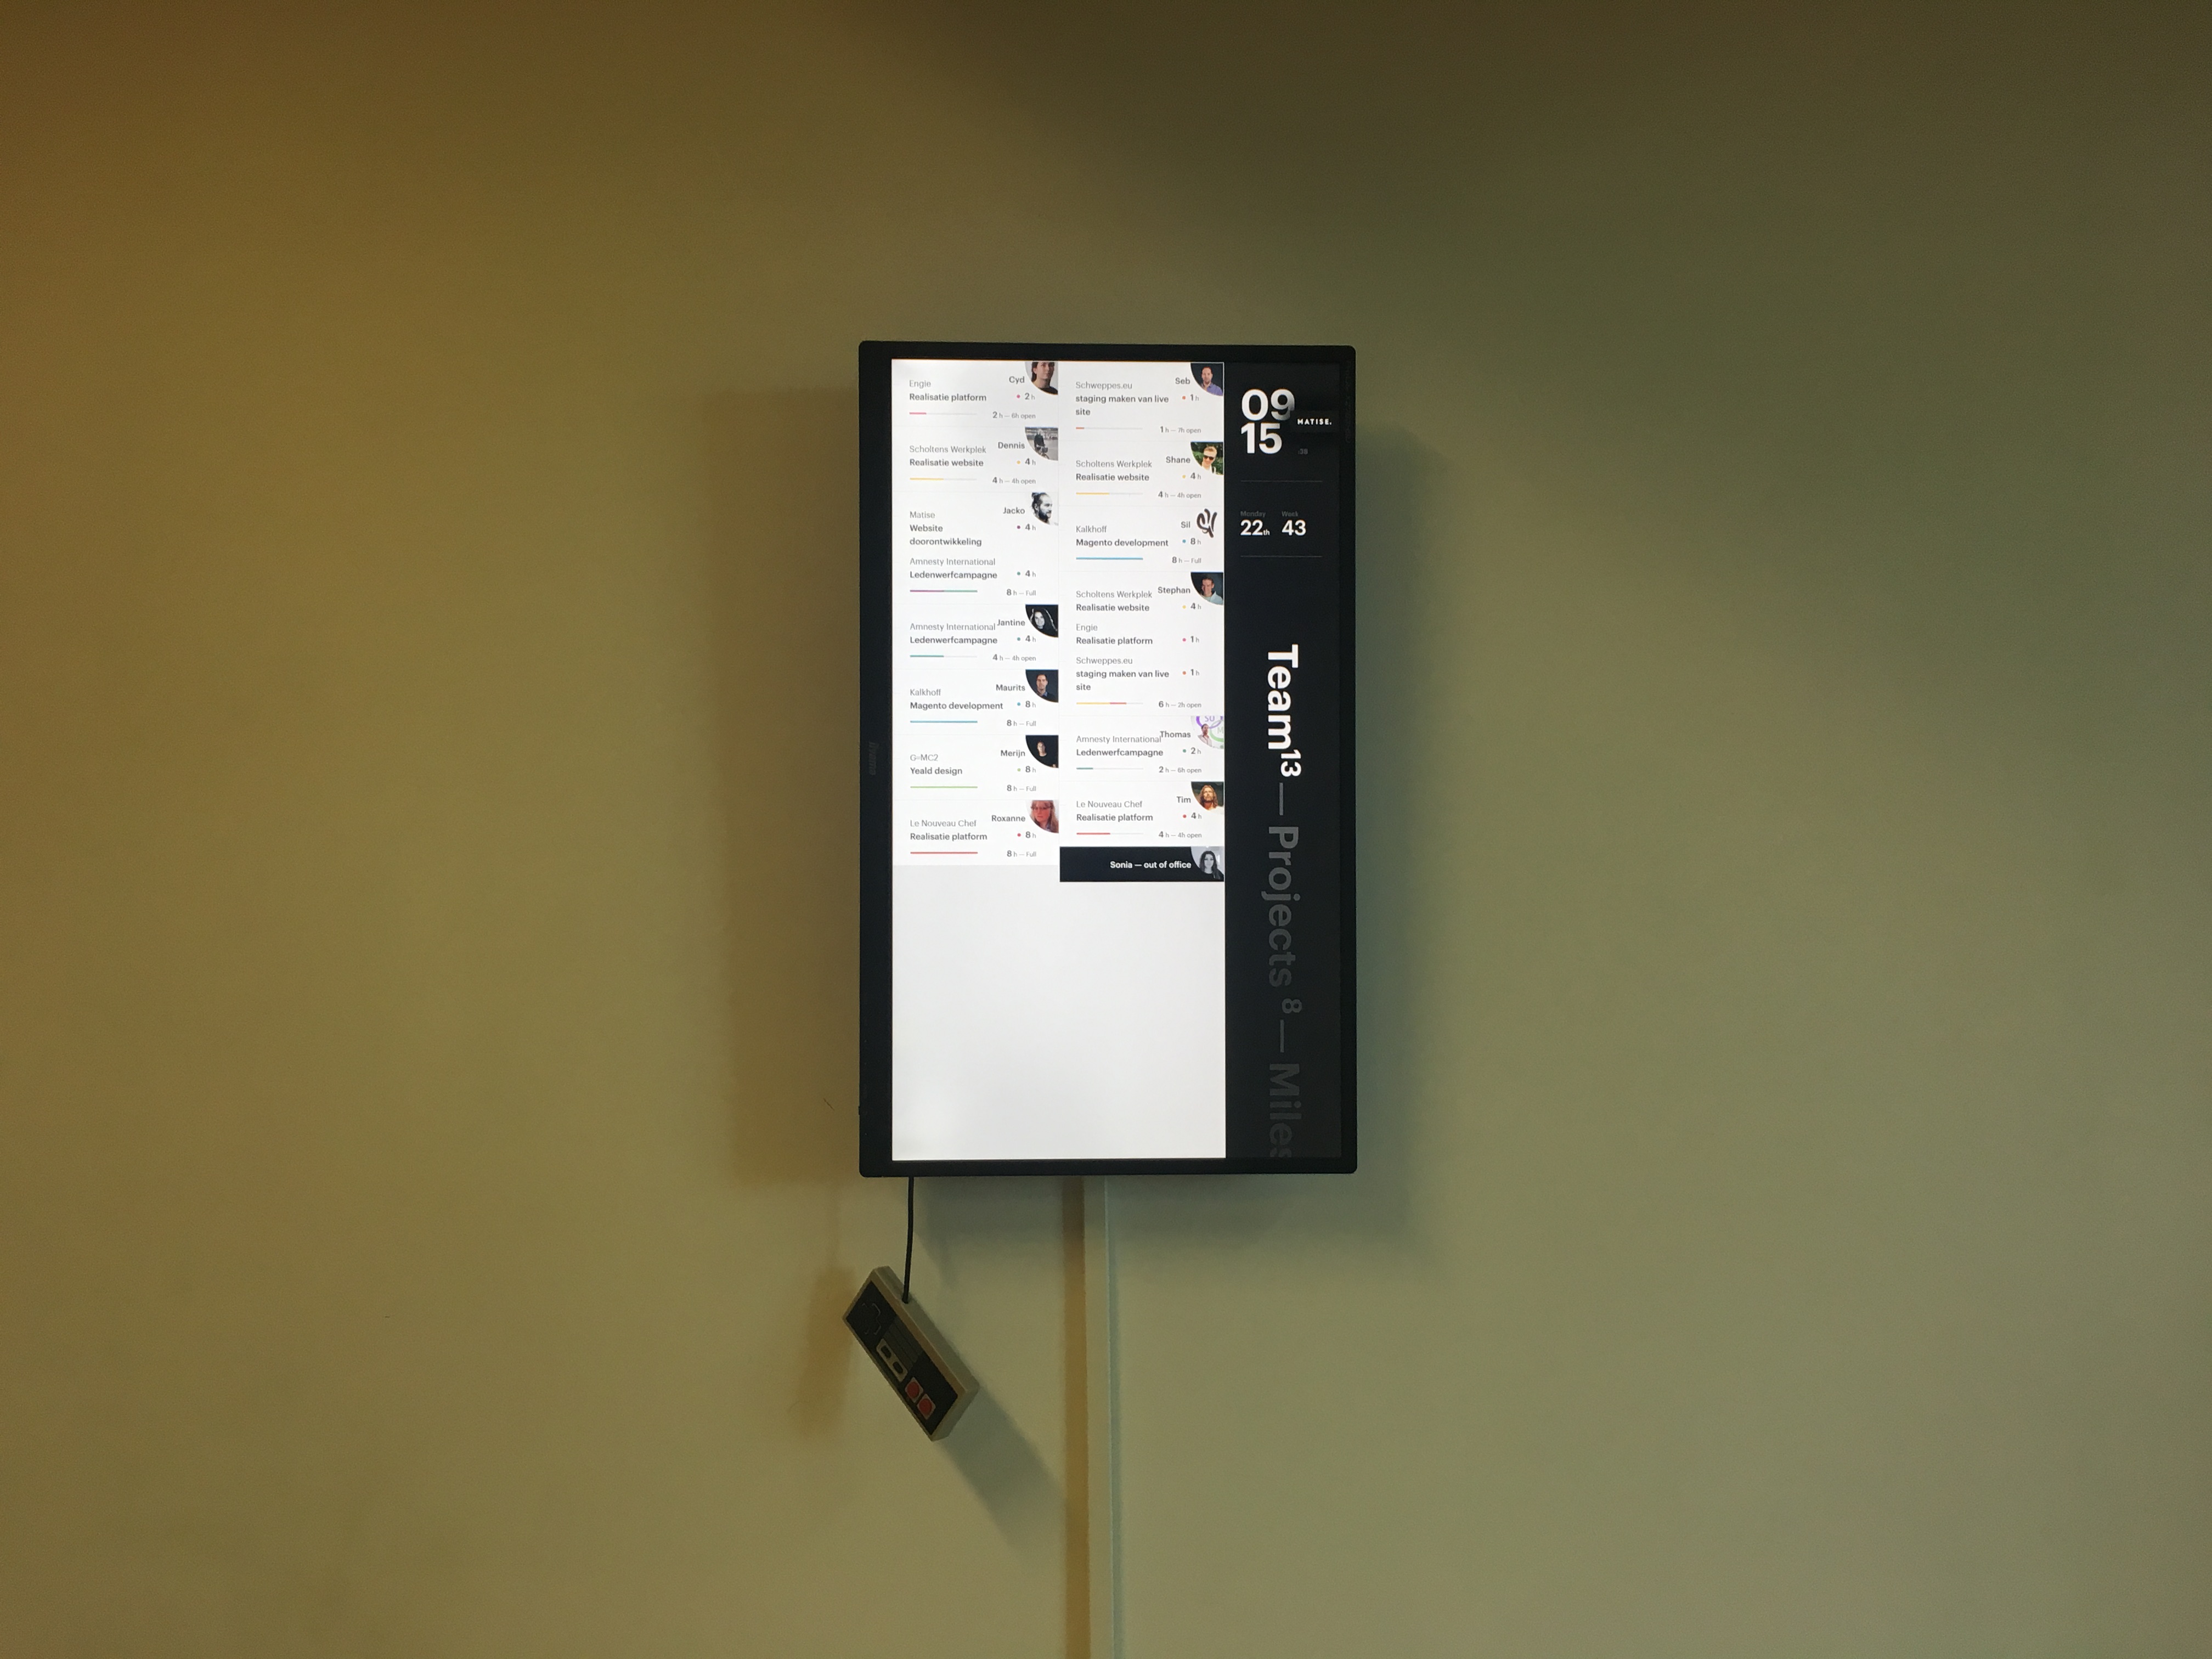 Engie
Cyd
Realisatie platform
2 h
2 h — 6h open
Scholtens Werkplek
Dennis
Realisatie website
4 h
4 h — 4h open
Matise
Jacko
Website
doorontwikkeling
4 h
Amnesty International
Ledenwerfcampagne
4 h
8 h — Full
Amnesty International
Jantine
Ledenwerfcampagne
4 h
4 h — 4h open
Kalkhoff
Maurits
Magento development
8 h
8 h — Full
G-MC2
Merijn
Yeald design
8 h
8 h — Full
Le Nouveau Chef
Roxanne
Realisatie platform
8 h
8 h — Full
Schweppes.eu
Seb
staging maken van live
site
1 h
1 h — 7h open
Scholtens Werkplek
Shane
Realisatie website
4 h
4 h — 4h open
Kalkhoff
Sil
Magento development
8 h
8 h — Full
Scholtens Werkplek
Stephan
Realisatie website
4 h
Engie
Realisatie platform
1 h
Schweppes.eu
staging maken van live
site
1 h
6 h — 2h open
Amnesty International
Thomas
Ledenwerfcampagne
2 h
2 h — 6h open
Le Nouveau Chef
Tim
Realisatie platform
4 h
4 h — 4h open
Sonia — out of office
09
15
MATISE.
Monday
22th
Week
43
Team13 — Projects 8 — Miles